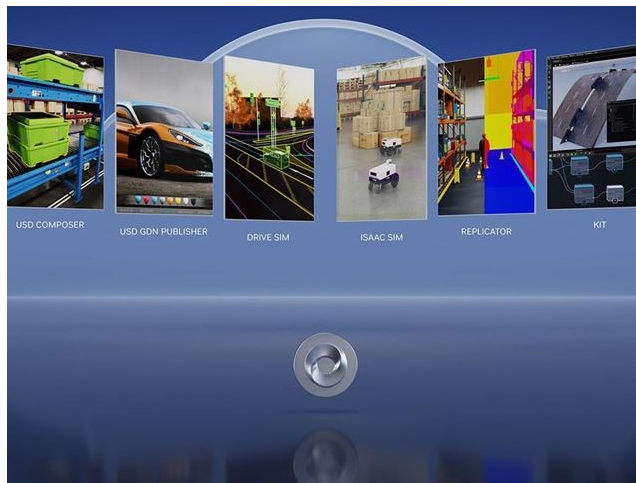 USD COMPOSER
USD GDN PUBLISHER
DRIVE SIM
ISAAC SIM
REPLICATOR
KIT